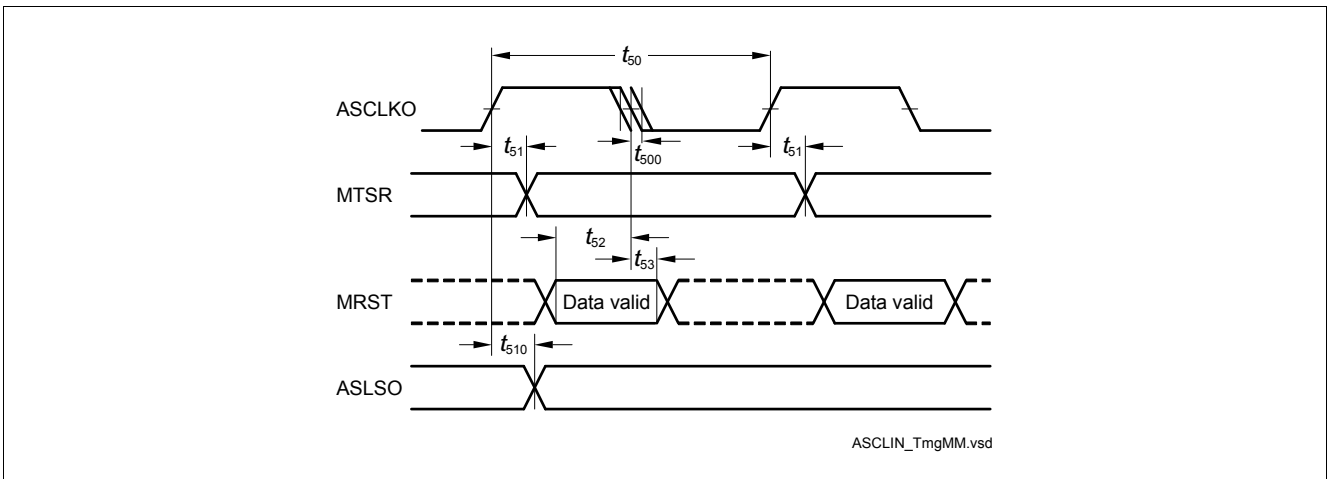 t50
ASCLKO
t51
t500
t51
MTSR
t52
t53
MRST
Data valid
Data valid
t510
ASLSO
ASCLIN_TmgMM.vsd